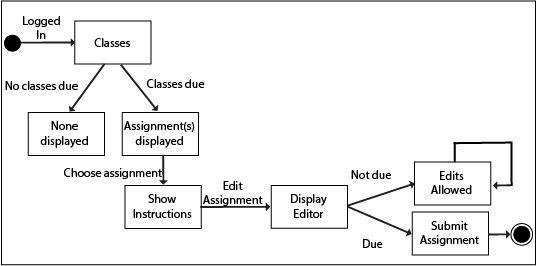 Logged
In
Classes
No classes due
Classes due
None
displayed
Assignment(s)
displayed
Choose assignment
Show
Instructions
Edit
Assignment
Display
Editor
Not due
Edits
Allowed
Due
Submit
Assignment